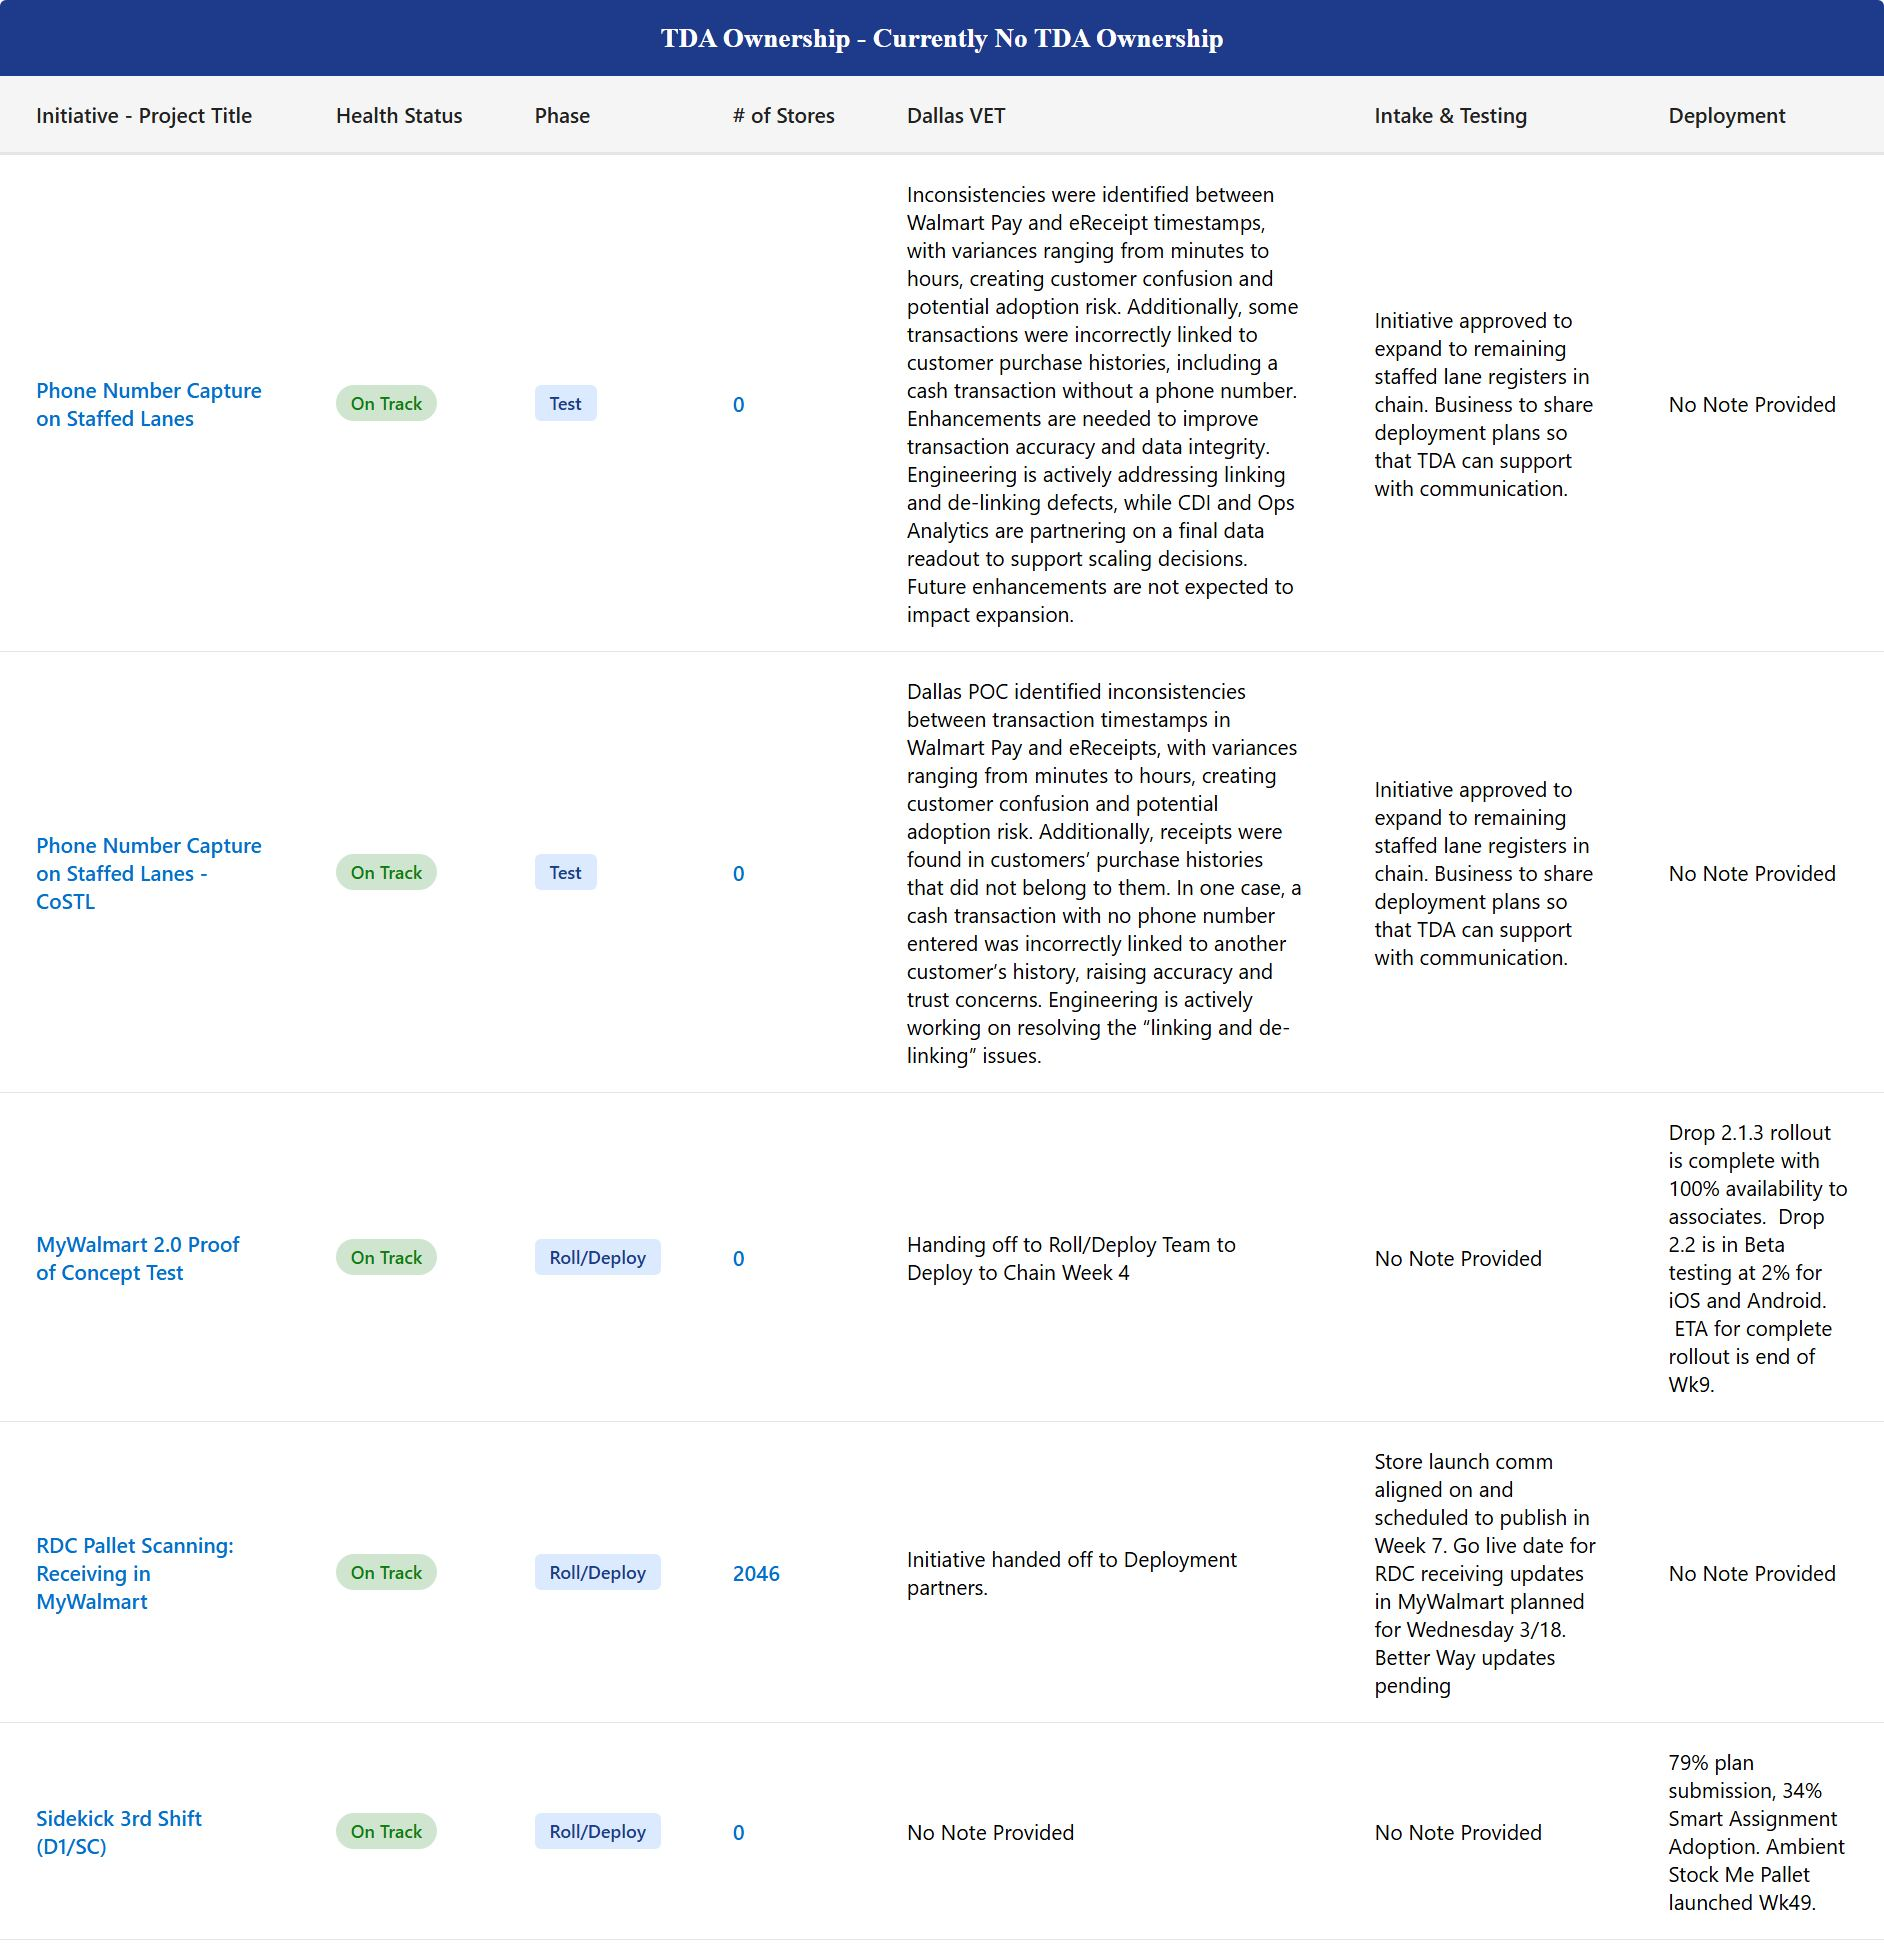 TDA Ownership - Currently No TDA Ownership
Initiative - Project Title
Health Status
Phase
# of Stores
Dallas VET
Intake & Testing
Deployment
Phone Number Capture
on Staffed Lanes
On Track
Test
0
Inconsistencies were identified between
Walmart Pay and eReceipt timestamps,
with variances ranging from minutes to
hours, creating customer confusion and
potential adoption risk. Additionally, some
transactions were incorrectly linked to
customer purchase histories, including a
cash transaction without a phone number.
Enhancements are needed to improve
transaction accuracy and data integrity.
Engineering is actively addressing linking
and de-linking defects, while CDI and Ops
Analytics are partnering on a final data
readout to support scaling decisions.
Future enhancements are not expected to
impact expansion.
Initiative approved to
expand to remaining
staffed lane registers in
chain. Business to share
deployment plans so
that TDA can support
with communication.
No Note Provided
Phone Number Capture
on Staffed Lanes -
CoSTL
On Track
Test
0
Dallas POC identified inconsistencies
between transaction timestamps in
Walmart Pay and eReceipts, with variances
ranging from minutes to hours, creating
customer confusion and potential
adoption risk. Additionally, receipts were
found in customers’ purchase histories
that did not belong to them. In one case, a
cash transaction with no phone number
entered was incorrectly linked to another
customer’s history, raising accuracy and
trust concerns. Engineering is actively
working on resolving the “linking and de-
linking” issues.
Initiative approved to
expand to remaining
staffed lane registers in
chain. Business to share
deployment plans so
that TDA can support
with communication.
No Note Provided
MyWalmart 2.0 Proof
of Concept Test
On Track
Roll/Deploy
0
Handing off to Roll/Deploy Team to
Deploy to Chain Week 4
No Note Provided
Drop 2.1.3 rollout
is complete with
100% availability to
associates.  Drop
2.2 is in Beta
testing at 2% for
iOS and Android.
ETA for complete
rollout is end of
Wk9.
RDC Pallet Scanning:
Receiving in
MyWalmart
On Track
Roll/Deploy
2046
Initiative handed off to Deployment
partners.
Store launch comm
aligned on and
scheduled to publish in
Week 7. Go live date for
RDC receiving updates
in MyWalmart planned
for Wednesday 3/18.
Better Way updates
pending
No Note Provided
Sidekick 3rd Shift
(D1/SC)
On Track
Roll/Deploy
0
No Note Provided
No Note Provided
79% plan
submission, 34%
Smart Assignment
Adoption. Ambient
Stock Me Pallet
launched Wk49.